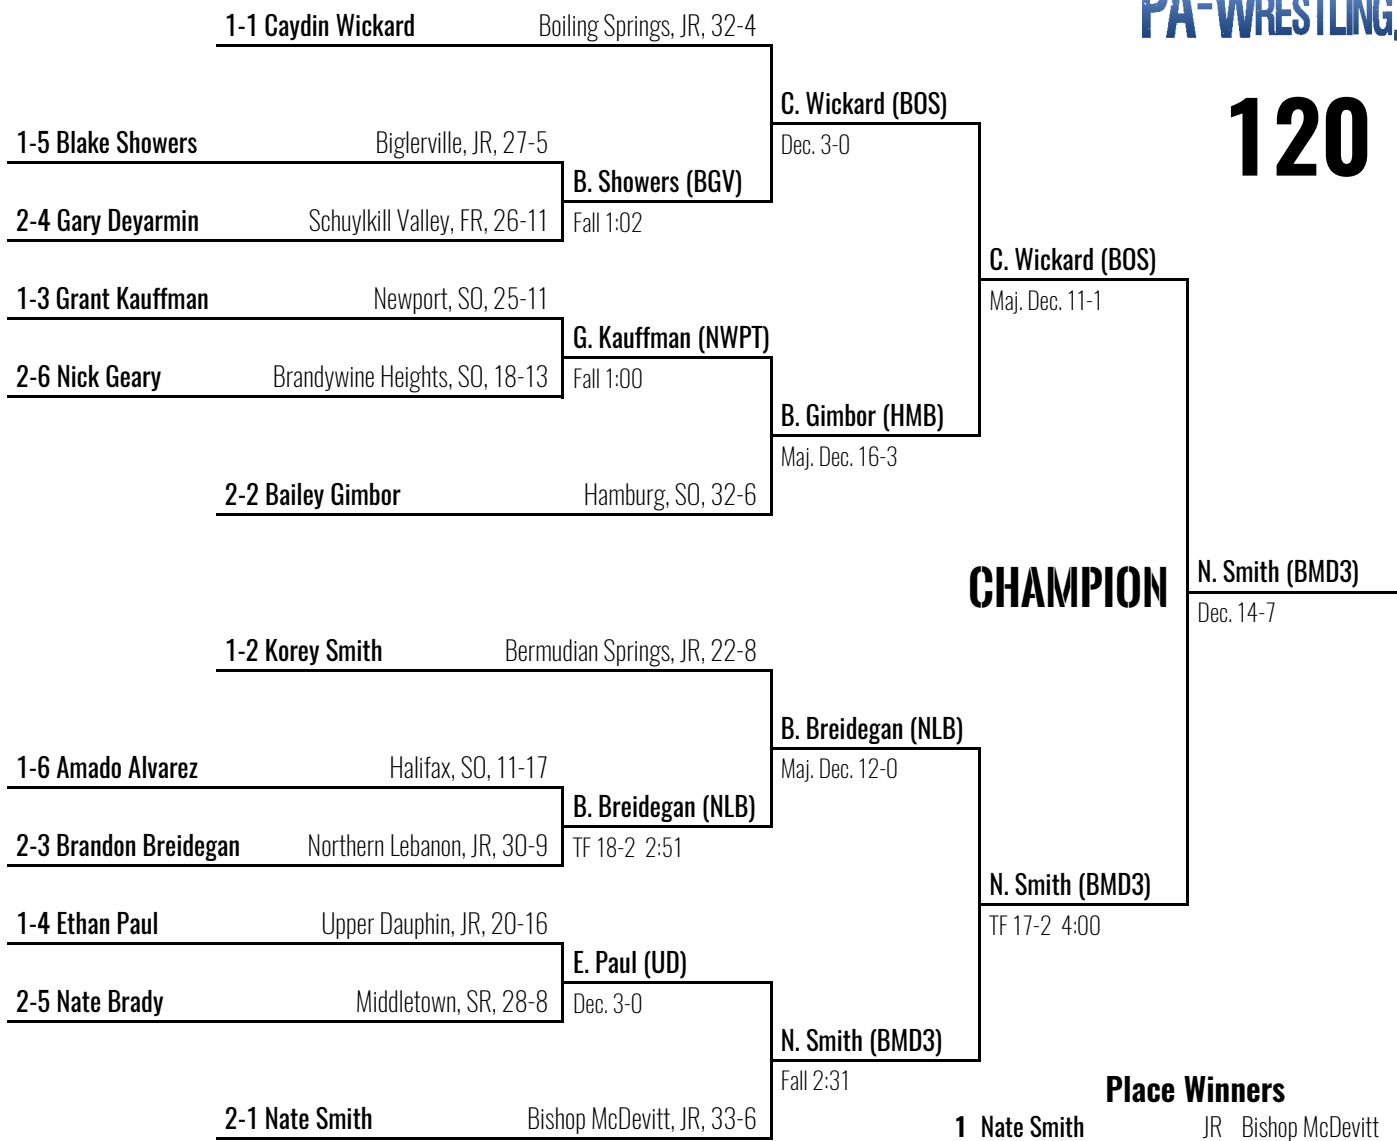 PA-WRESTLING.
120
1-1 Caydin Wickard Boiling Springs, JR, 32-4
C. Wickard (BOS)
Dec. 3-0
1-5 Blake Showers Biglerville, JR, 27-5
B. Showers (BGV)
Fall 1:02
2-4 Gary Deyarmin Schuylkill Valley, FR, 26-11
C. Wickard (BOS)
Maj. Dec. 11-1
1-3 Grant Kauffman Newport, SO, 25-11
G. Kauffman (NWPT)
Fall 1:00
2-6 Nick Geary Brandywine Heights, SO, 18-13
B. Gimbor (HMB)
Maj. Dec. 16-3
2-2 Bailey Gimbor Hamburg, SO, 32-6
CHAMPION
N. Smith (BMD3)
Dec. 14-7
1-2 Korey Smith Bermudian Springs, JR, 22-8
B. Breidegan (NLB)
Maj. Dec. 12-0
1-6 Amado Alvarez Halifax, SO, 11-17
B. Breidegan (NLB)
TF 18-2 2:51
2-3 Brandon Breidegan Northern Lebanon, JR, 30-9
N. Smith (BMD3)
TF 17-2 4:00
1-4 Ethan Paul Upper Dauphin, JR, 20-16
E. Paul (UD)
Dec. 3-0
2-5 Nate Brady Middletown, SR, 28-8
N. Smith (BMD3)
Fall 2:31
2-1 Nate Smith Bishop McDevitt, JR, 33-6
Place Winners
1 Nate Smith JR Bishop McDevitt